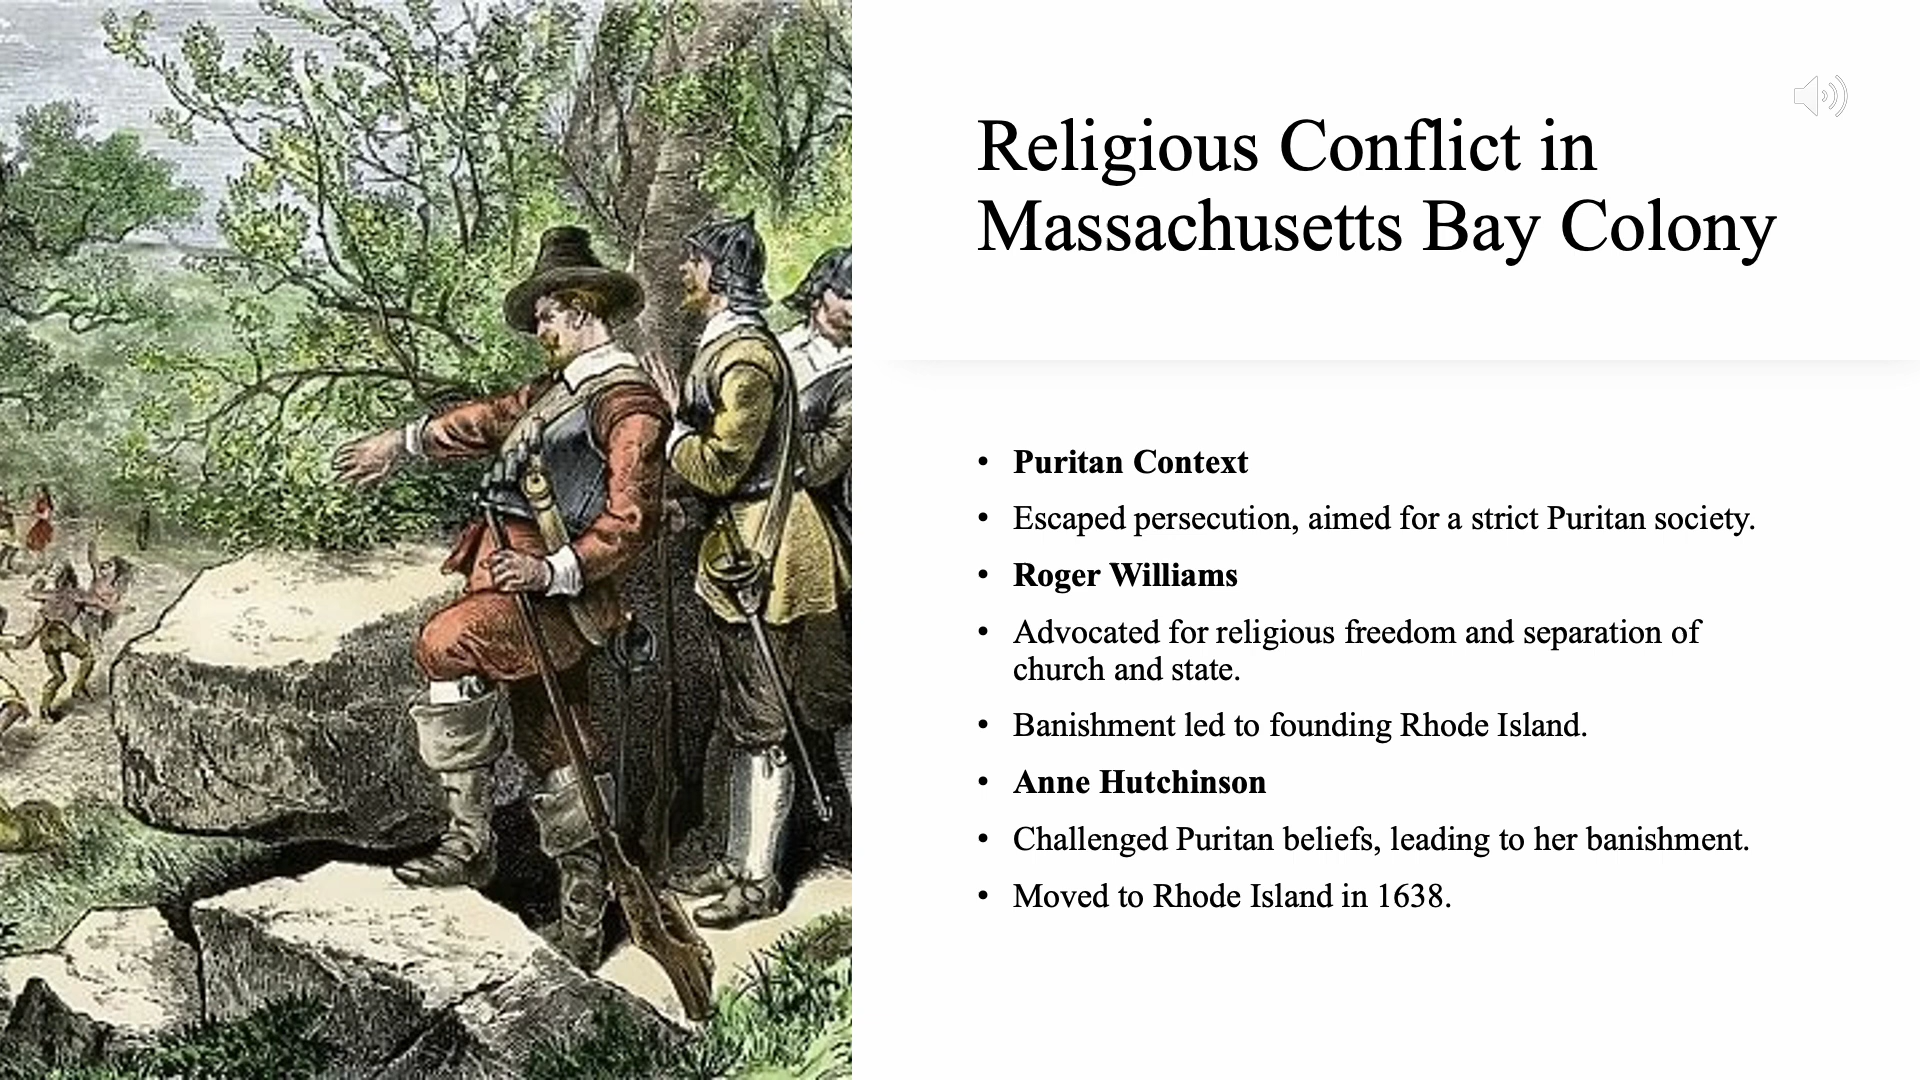 Religious Conflict in
Massachusetts Bay Colony
• Puritan Context
• Escaped persecution, aimed for a strict Puritan society.
• Roger Williams
• Advocated for religious freedom and separation of
church and state.
• Banishment led to founding Rhode Island.
• Anne Hutchinson
• Challenged Puritan beliefs, leading to her banishment.
• Moved to Rhode Island in 1638.